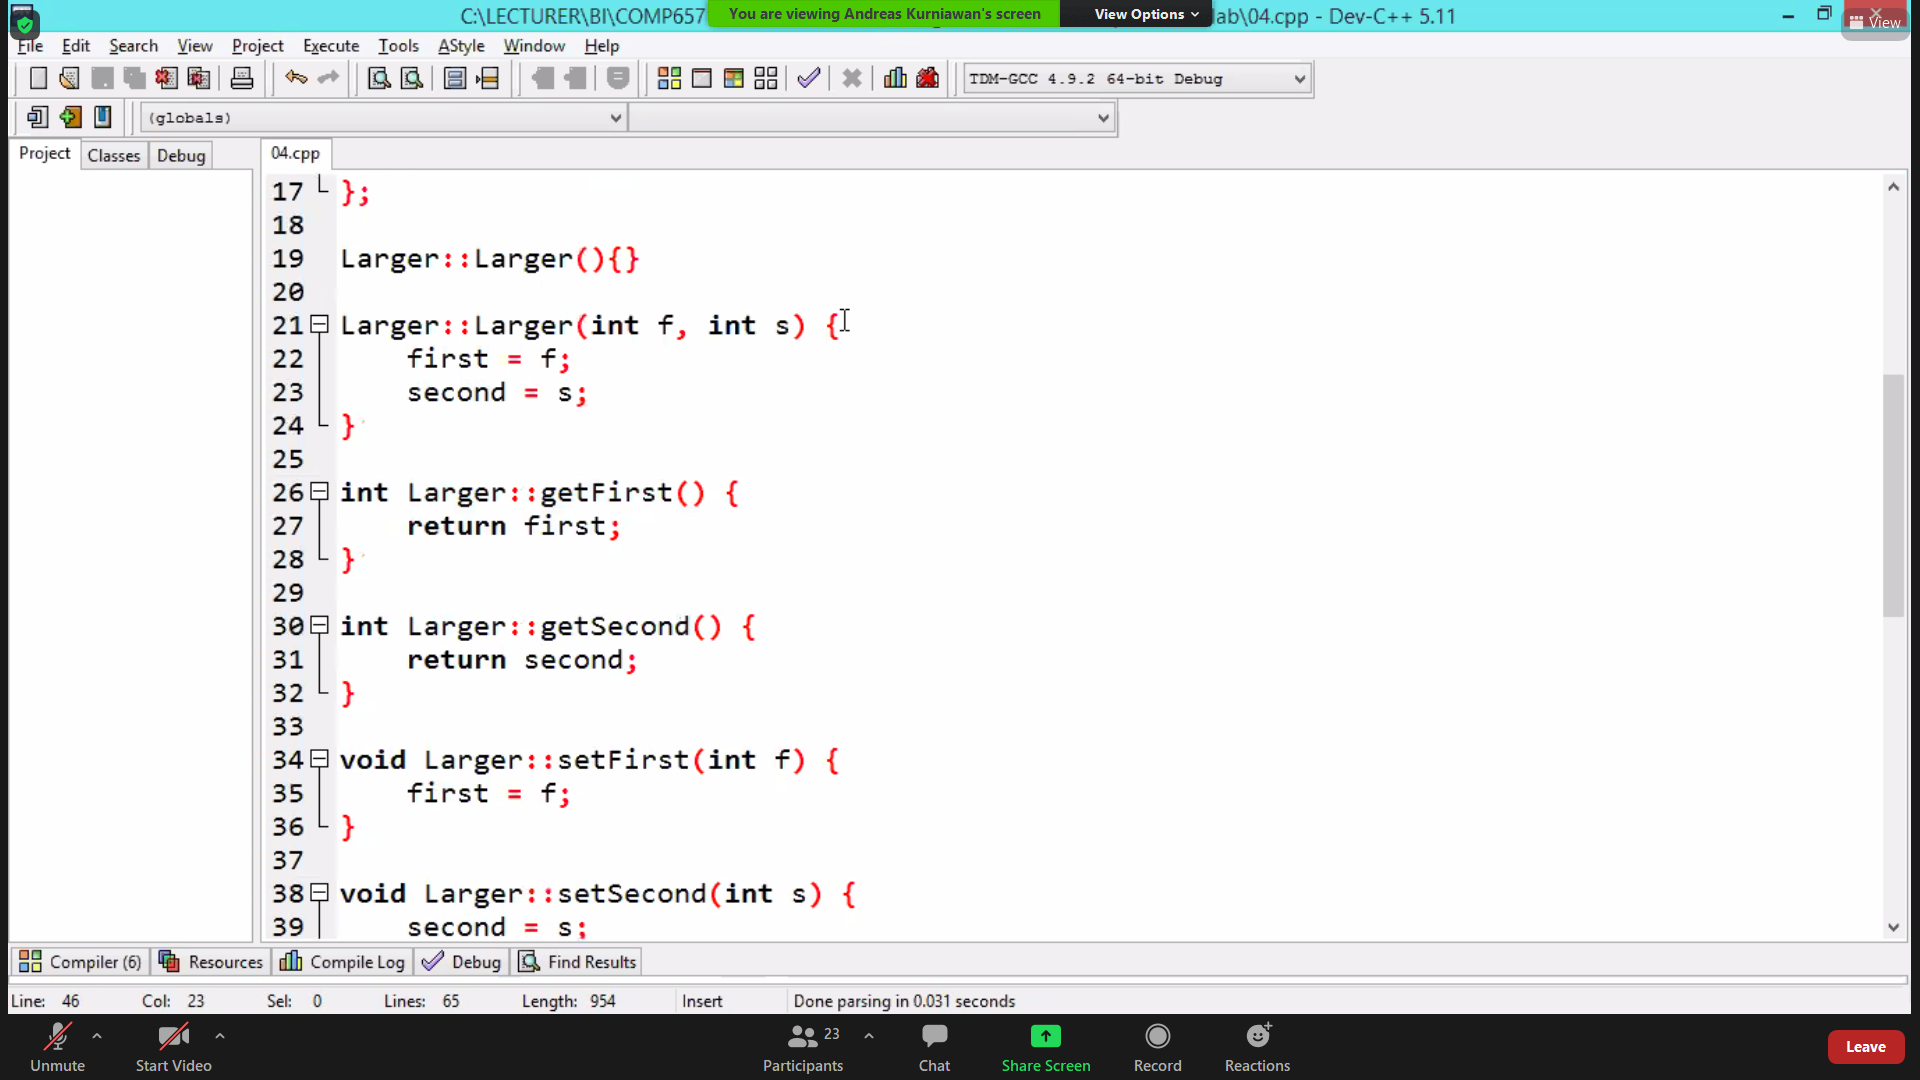 C:\LECTURER\BI\COMP657
You are viewing Andreas Kurniawan's screen
View Options
lab\04.cpp - Dev-C++ 5.11
View
File Edit Search View Project Execute Tools AStyle Window Help
TDM-GCC 4.9.2 64-bit Debug
(globals)
Project Classes Debug
04.cpp
17 };
18
19 Larger::Larger(){}
20
21 Larger::Larger(int f, int s) {
22 first = f;
23 second = s;
24 }
25
26 int Larger::getFirst() {
27 return first;
28 }
29
30 int Larger::getSecond() {
31 return second;
32 }
33
34 void Larger::setFirst(int f) {
35 first = f;
36 }
37
38 void Larger::setSecond(int s) {
39 second = s;
Compiler (6) Resources Compile Log Debug Find Results
Line: 46 Col: 23 Sel: 0 Lines: 65 Length: 954 Insert Done parsing in 0.031 seconds
23
Unmute Start Video Participants Chat Share Screen Record Reactions Leave